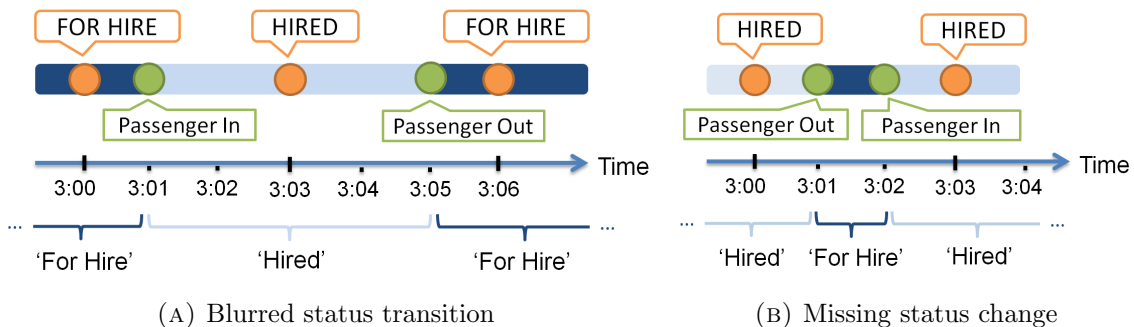 FOR HIRE HIRED FOR HIRE
Passenger In Passenger Out
Time
3:00 3:01 3:02 3:03 3:04 3:05 3:06
... ...
‘For Hire’ ‘Hired’ ‘For Hire’
(A) Blurred status transition
HIRED HIRED
Passenger Out Passenger In
Time
3:00 3:01 3:02 3:03 3:04
... ...
‘Hired’ ‘For Hire’ ‘Hired’
(B) Missing status change